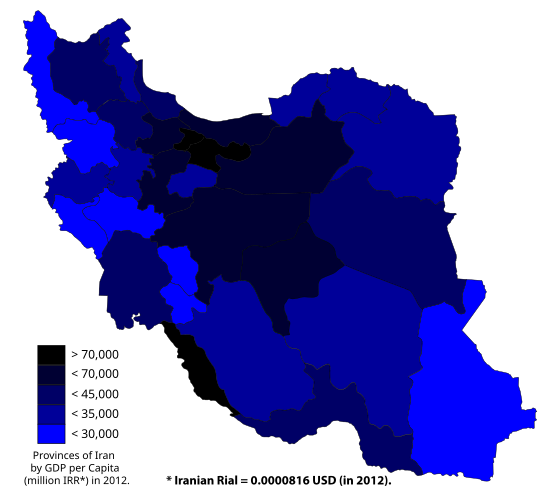 > 70,000
< 70,000
< 45,000
< 35,000
< 30,000
Provinces of Iran
by GDP per Capita
(million IRR*) in 2012.
* Iranian Rial = 0.0000816 USD (in 2012).